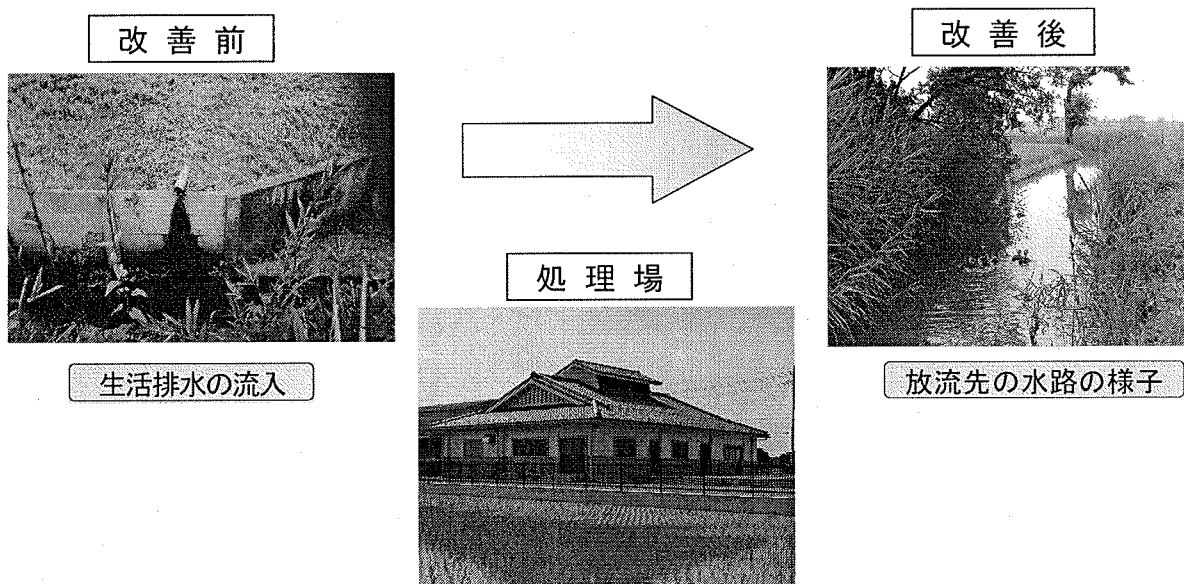 改善前
改善後
処理場
生活排水の流入
放流先の水路の様子